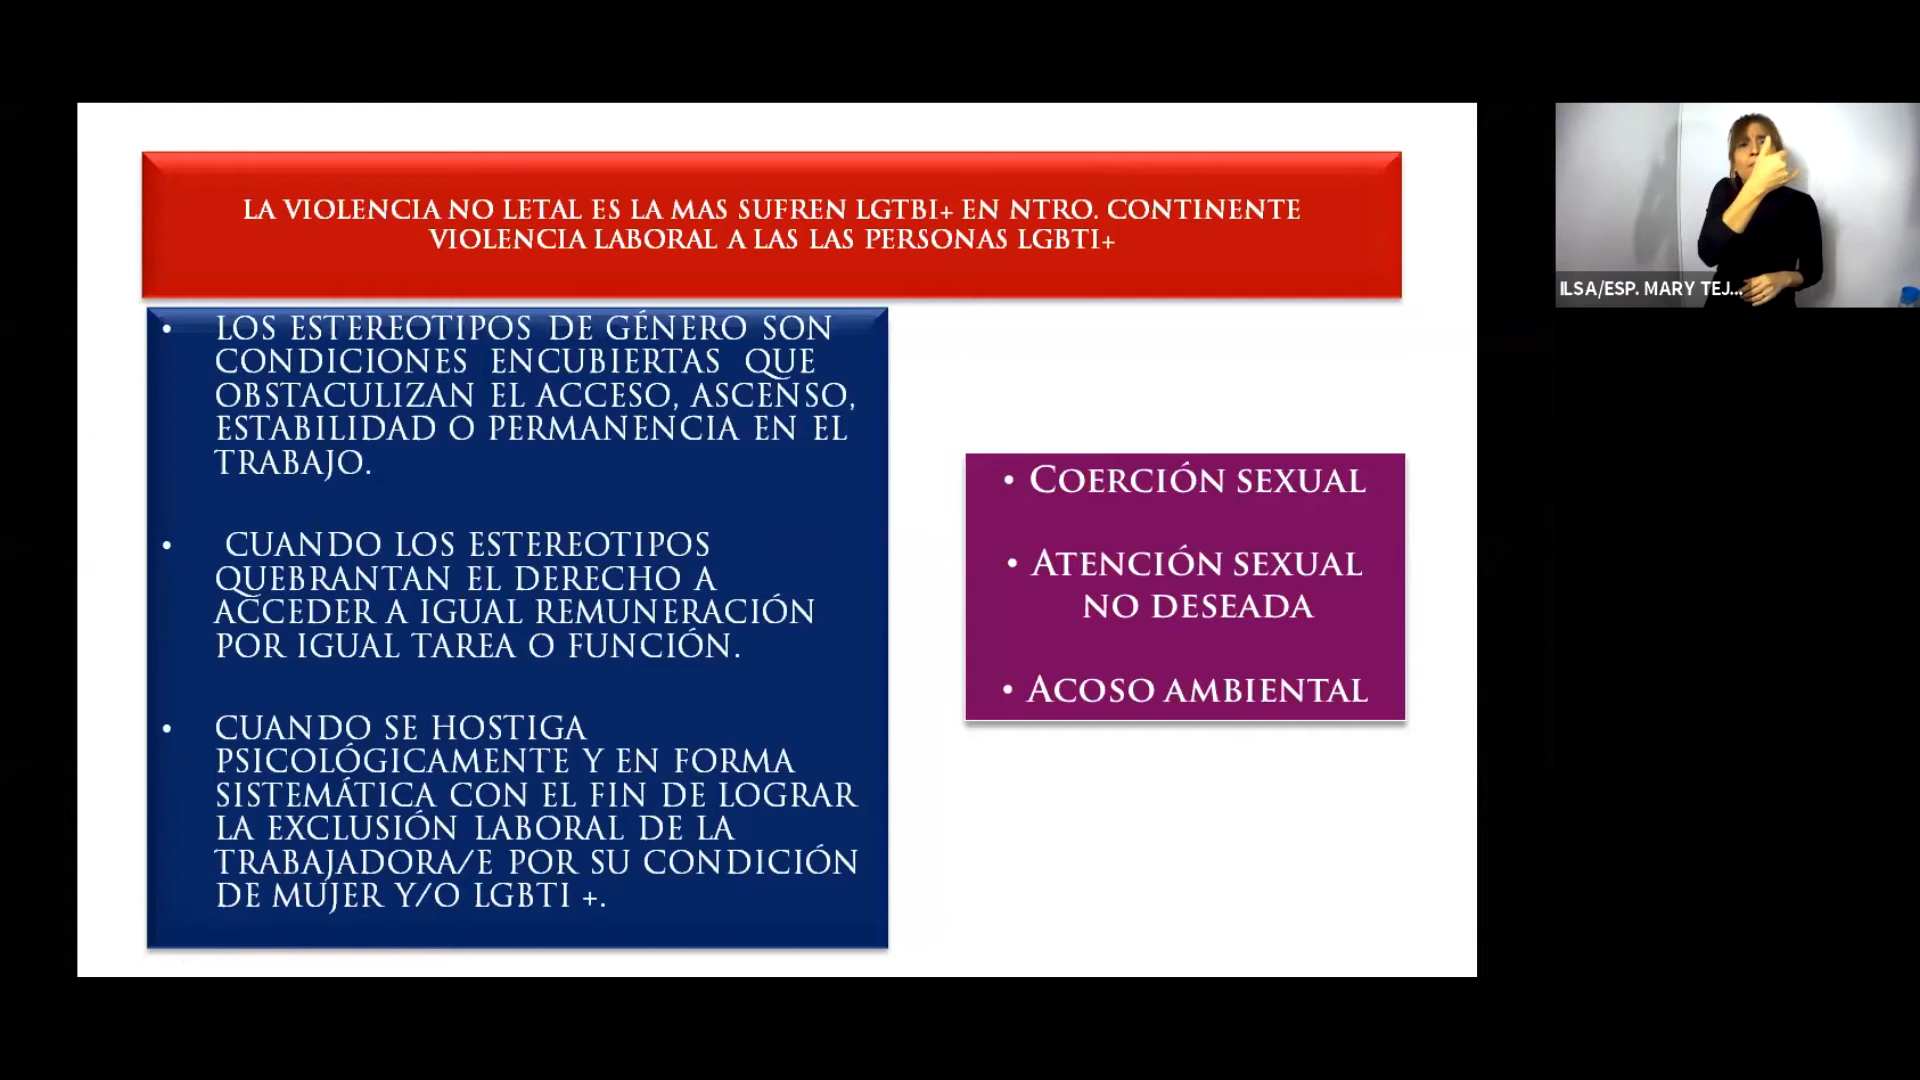 LA VIOLENCIA NO LETAL ES LA MAS SUFREN LGTBI+ EN NTRO. CONTINENTE
VIOLENCIA LABORAL A LAS LAS PERSONAS LGBTI+
• LOS ESTEREOTIPOS DE GÉNERO SON
CONDICIONES ENCUBIERTAS QUE
OBSTACULIZAN EL ACCESO, ASCENSO,
ESTABILIDAD O PERMANENCIA EN EL
TRABAJO.
• CUANDO LOS ESTEREOTIPOS
QUEBRANTAN EL DERECHO A
ACCEDER A IGUAL REMUNERACIÓN
POR IGUAL TAREA O FUNCIÓN.
• CUANDO SE HOSTIGA
PSICOLÓGICAMENTE Y EN FORMA
SISTEMÁTICA CON EL FIN DE LOGRAR
LA EXCLUSIÓN LABORAL DE LA
TRABAJADORA/E POR SU CONDICIÓN
DE MUJER Y/O LGBTI +.
• COERCIÓN SEXUAL
• ATENCIÓN SEXUAL
NO DESEADA
• ACOSO AMBIENTAL
ILSA/ESP. MARY TEJ...